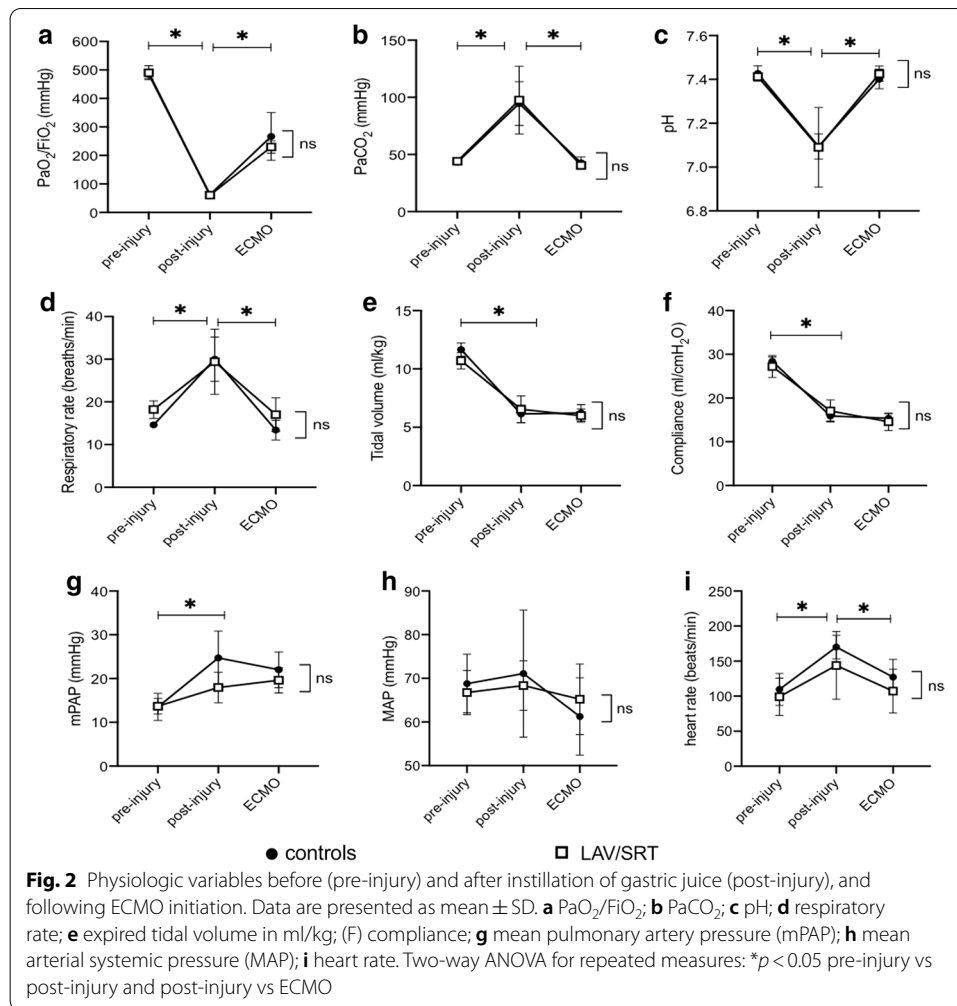 a
PaO2/FiO2 (mmHg)
600
500
400
300
200
100
0
* *
ns
pre-injury
post-injury
ECMO
b
PaCO2 (mmHg)
150
100
50
0
* *
ns
pre-injury
post-injury
ECMO
c
pH
7.6
7.4
7.2
7.0
6.8
* *
ns
pre-injury
post-injury
ECMO
d
Respiratory rate (breaths/min)
40
30
20
10
0
* *
ns
pre-injury
post-injury
ECMO
e
Tidal volume (ml/kg)
15
10
5
0
*
ns
pre-injury
post-injury
ECMO
f
Compliance (ml/cmH2O)
40
30
20
10
0
*
ns
pre-injury
post-injury
ECMO
g
mPAP (mmHg)
40
30
20
10
0
*
ns
pre-injury
post-injury
ECMO
h
MAP (mmHg)
90
80
70
60
50
ns
pre-injury
post-injury
ECMO
i
heart rate (beats/min)
250
200
150
100
50
0
* *
ns
pre-injury
post-injury
ECMO
controls
LAV/SRT
Fig. 2 Physiologic variables before (pre-injury) and after instillation of gastric juice (post-injury), and
following ECMO initiation. Data are presented as mean ± SD. a PaO2/FiO2; b PaCO2; c pH; d respiratory
rate; e expired tidal volume in ml/kg; (F) compliance; g mean pulmonary artery pressure (mPAP); h mean
arterial systemic pressure (MAP); i heart rate. Two-way ANOVA for repeated measures: *p < 0.05 pre-injury vs
post-injury and post-injury vs ECMO